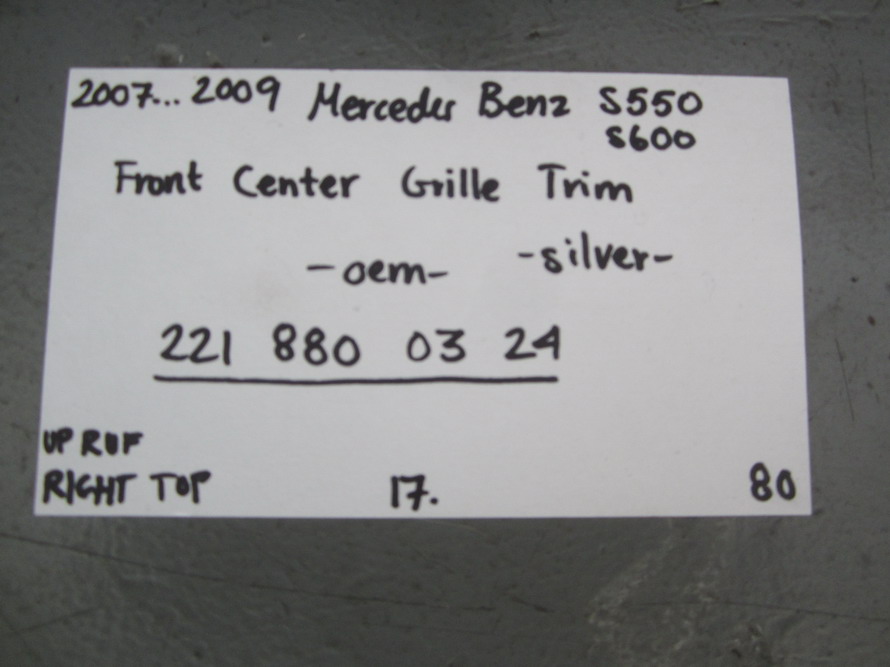 2007... 2009 Mercedes Benz S550
S600
Front Center Grille Trim
-oem- -silver-
221 880 03 24
UP ROF
RIGHT TOP 17. 80